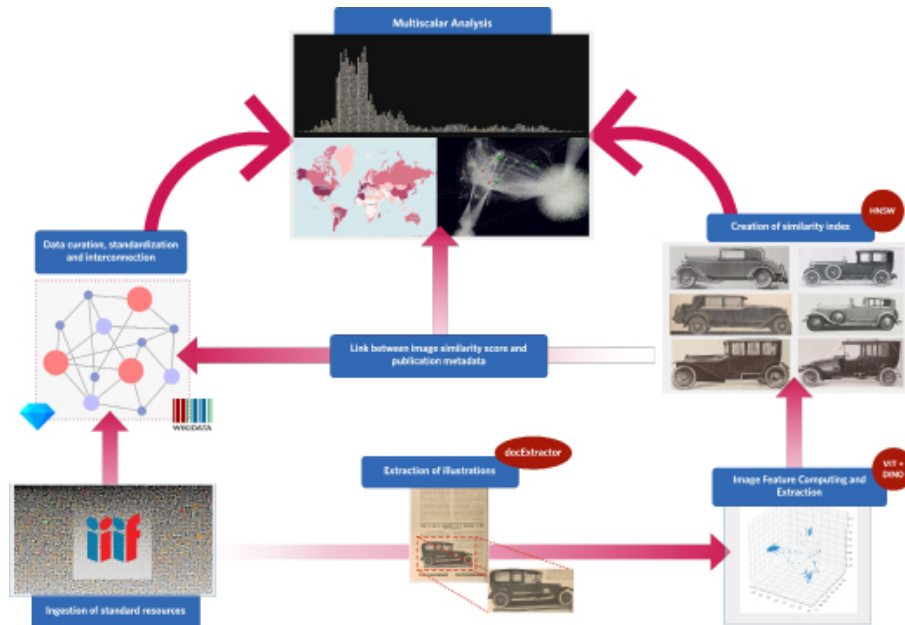 Multiscalar Analysis
HNSW
Data curation, standardization
and interconnection
Creation of similarity index
Link between image similarity score and
publication metadata
WIKIDATA
docExtractor
Extraction of illustrations
ViT +
DINO
Image Feature Computing and
Extraction
iiif
Ingestion of standard resources